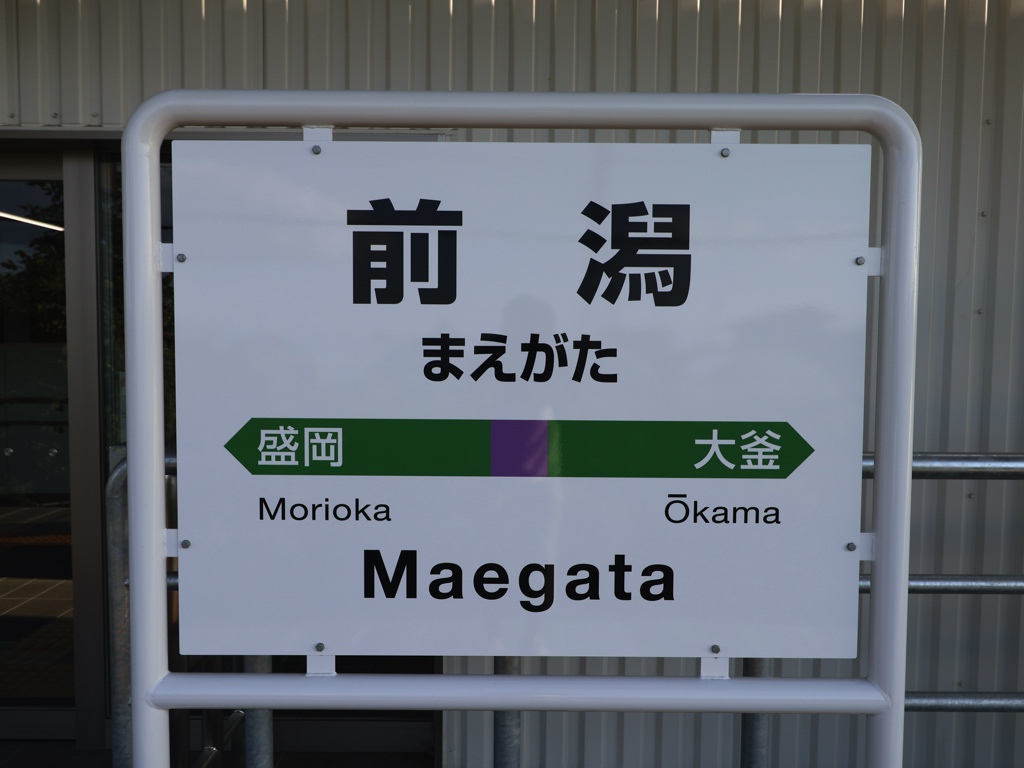 前潟
まえがた
盛岡 大釜
Morioka Ōkama
Maegata